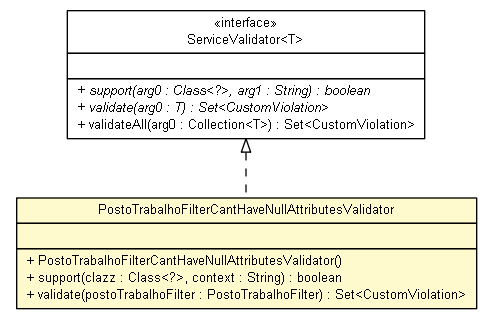 «interface»
ServiceValidator<T>
+ support(arg0 : Class<?>, arg1 : String) : boolean
+ validate(arg0 : T) : Set<CustomViolation>
+ validateAll(arg0 : Collection<T>) : Set<CustomViolation>
PostoTrabalhoFilterCantHaveNullAttributesValidator
+ PostoTrabalhoFilterCantHaveNullAttributesValidator()
+ support(clazz : Class<?>, context : String) : boolean
+ validate(postoTrabalhoFilter : PostoTrabalhoFilter) : Set<CustomViolation>